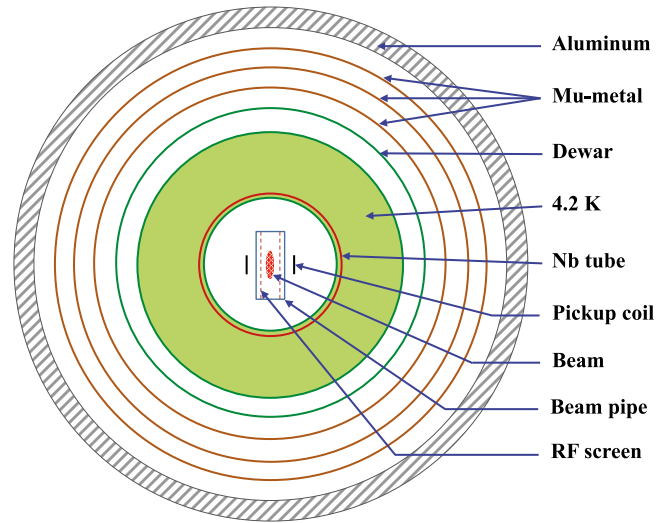 Aluminum
Mu-metal
Dewar
4.2 K
Nb tube
Pickup coil
Beam
Beam pipe
RF screen